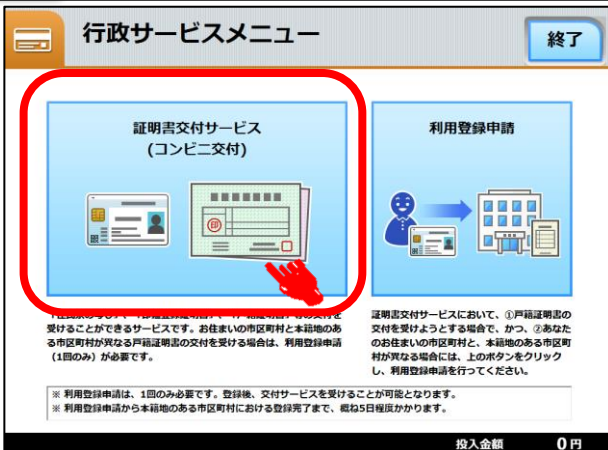 行政サービスメニュー
終了
証明書交付サービス
(コンビニ交付)
利用登録申請
印
受けることができるサービスです。お住まいの市区町村と本籍地のあ
る市区町村が異なる戸籍証明書の交付を受ける場合は、利用登録申請
(1回のみ)が必要です。
証明書交付サービスにおいて、①戸籍証明書の
交付を受けようとする場合で、かつ、②あなた
のお住まいの市区町村と、本籍地のある市区町
村が異なる場合には、上のボタンをクリック
し、利用登録申請を行ってください。
※ 利用登録申請は、1回のみ必要です。登録後、交付サービスを受けることが可能となります。
※ 利用登録申請から本籍地のある市区町村における登録完了まで、概ね5日程度かかります。
投入金額 0円